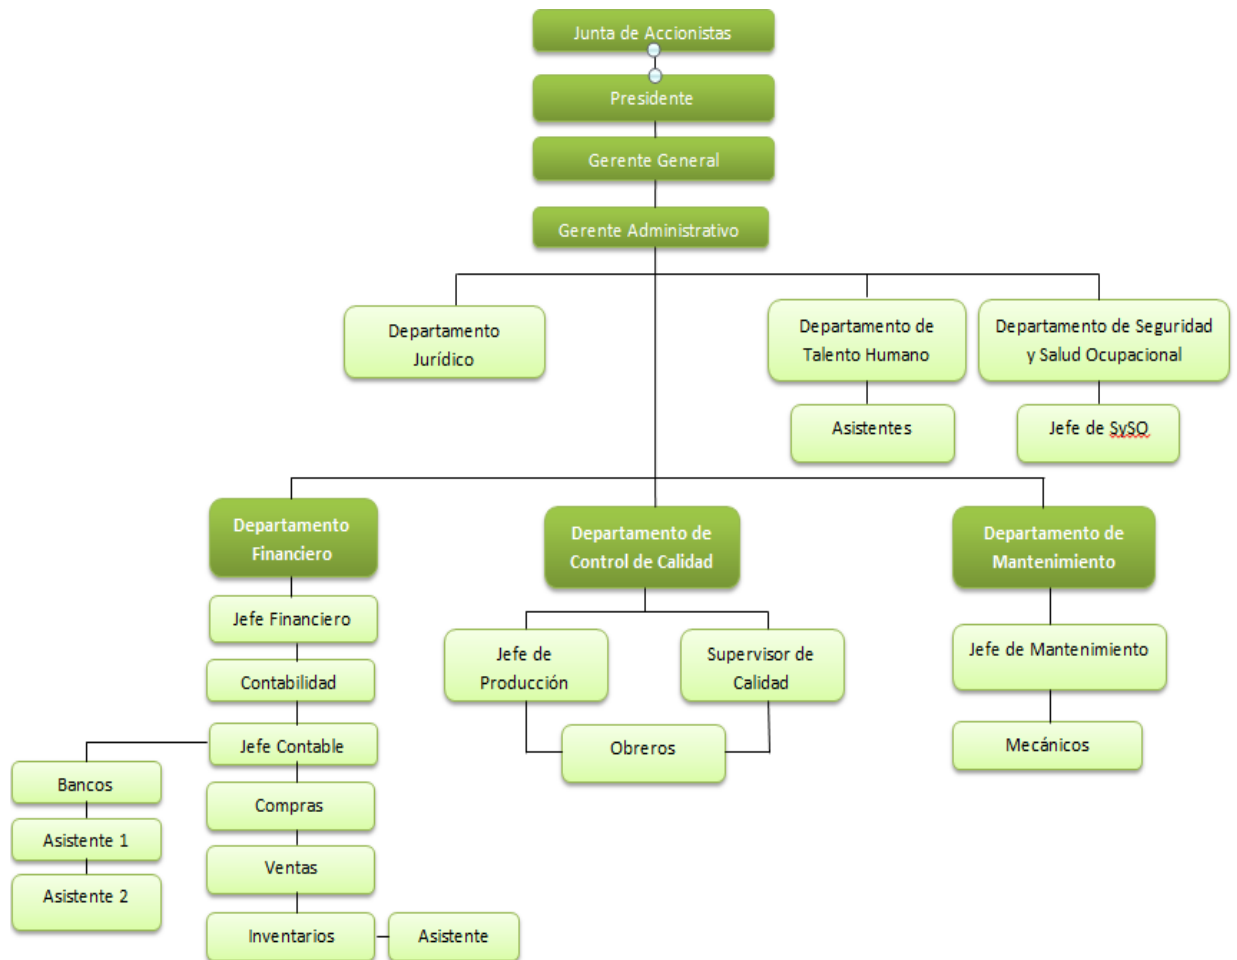 Junta de Accionistas
Presidente
Gerente General
Gerente Administrativo
Departamento
Jurídico
Departamento de
Talento Humano
Departamento de Seguridad
y Salud Ocupacional
Asistentes
Jefe de SySO
Departamento
Financiero
Departamento de
Control de Calidad
Departamento de
Mantenimiento
Jefe Financiero
Contabilidad
Jefe Contable
Bancos
Asistente 1
Asistente 2
Compras
Ventas
Inventarios
Asistente
Jefe de
Producción
Supervisor de
Calidad
Obreros
Jefe de Mantenimiento
Mecánicos